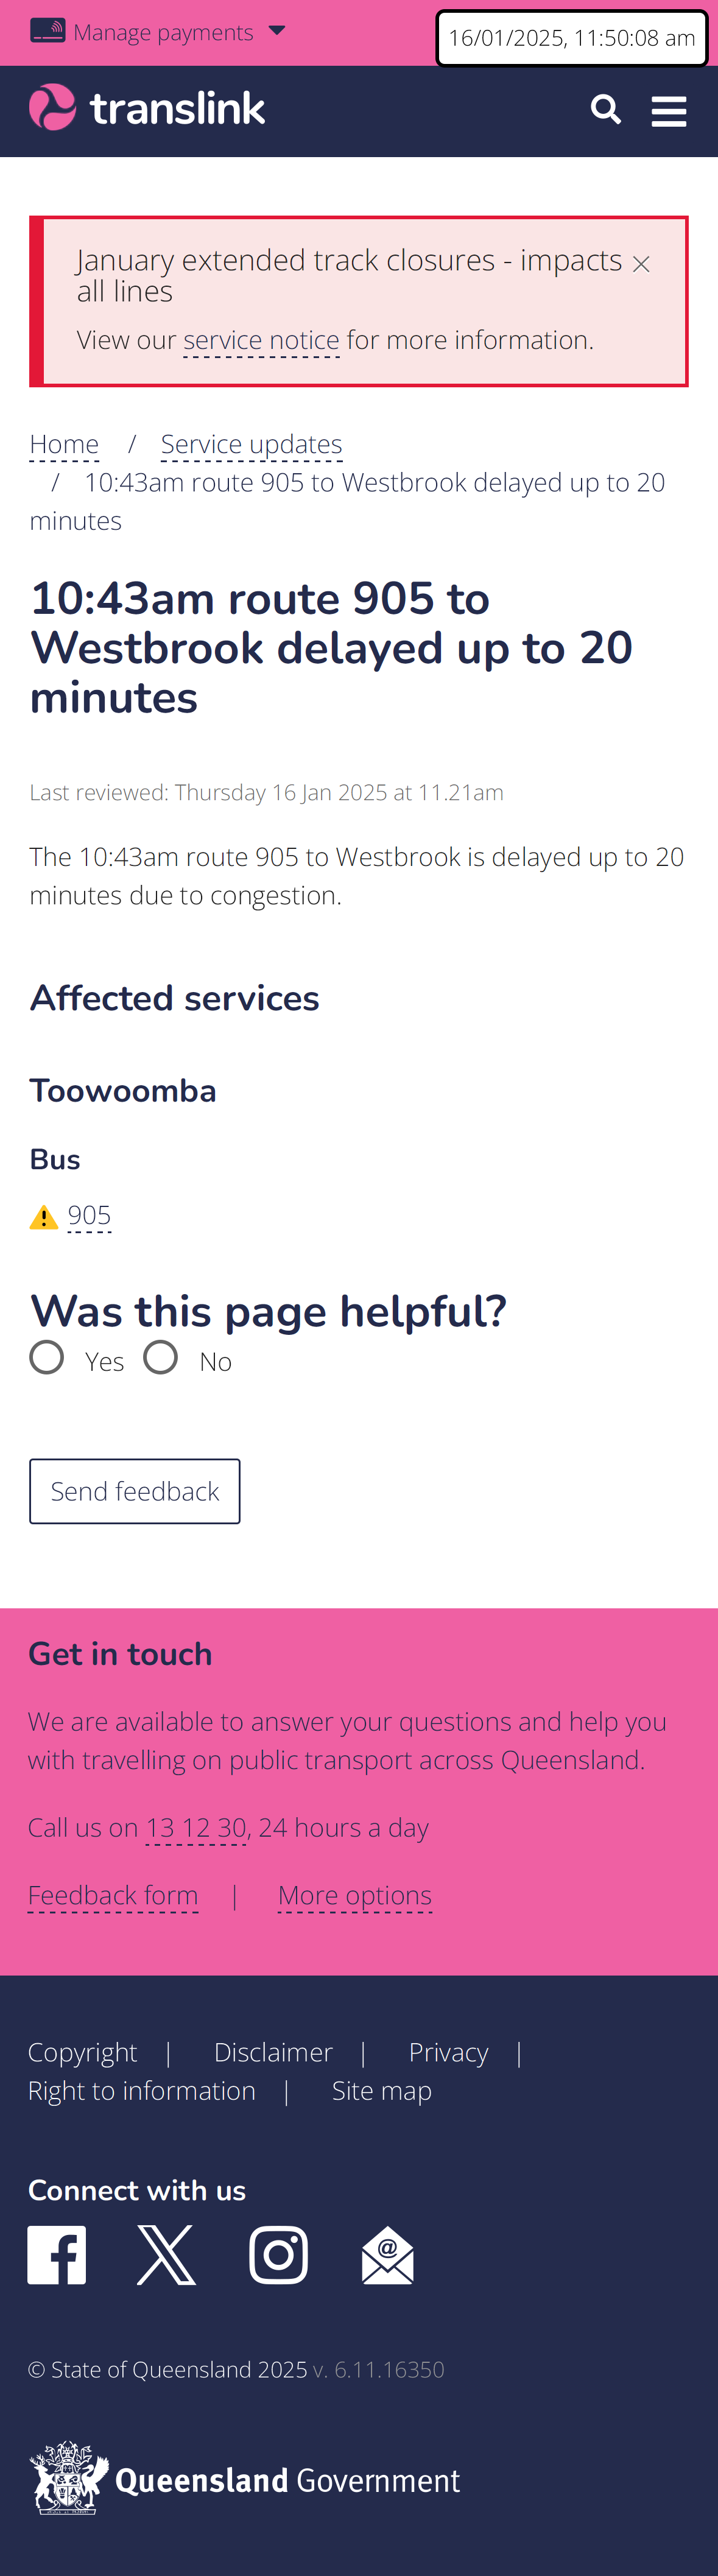 Manage payments
16/01/2025, 11:50:08 am
translink
January extended track closures - impacts
all lines
View our service notice for more information.
Home / Service updates
/ 10:43am route 905 to Westbrook delayed up to 20
minutes
10:43am route 905 to
Westbrook delayed up to 20
minutes
Last reviewed: Thursday 16 Jan 2025 at 11.21am
The 10:43am route 905 to Westbrook is delayed up to 20
minutes due to congestion.
Affected services
Toowoomba
Bus
905
Was this page helpful?
Yes No
Send feedback
Get in touch
We are available to answer your questions and help you
with travelling on public transport across Queensland.
Call us on 13 12 30, 24 hours a day
Feedback form | More options
Copyright | Disclaimer | Privacy |
Right to information | Site map
Connect with us
© State of Queensland 2025 v. 6.11.16350
Queensland Government